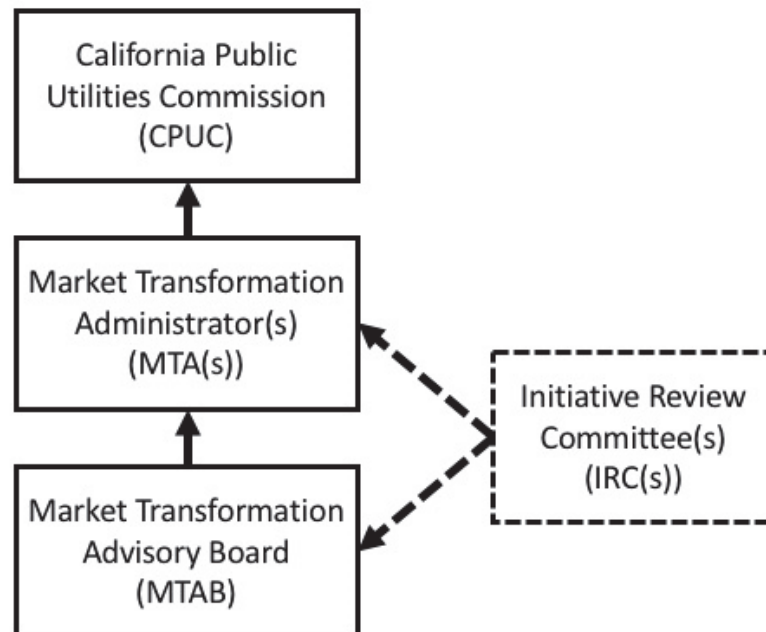 California Public
Utilities Commission
(CPUC)
Market Transformation
Administrator(s)
(MTA(s))
Initiative Review
Committee(s)
(IRC(s))
Market Transformation
Advisory Board
(MTAB)